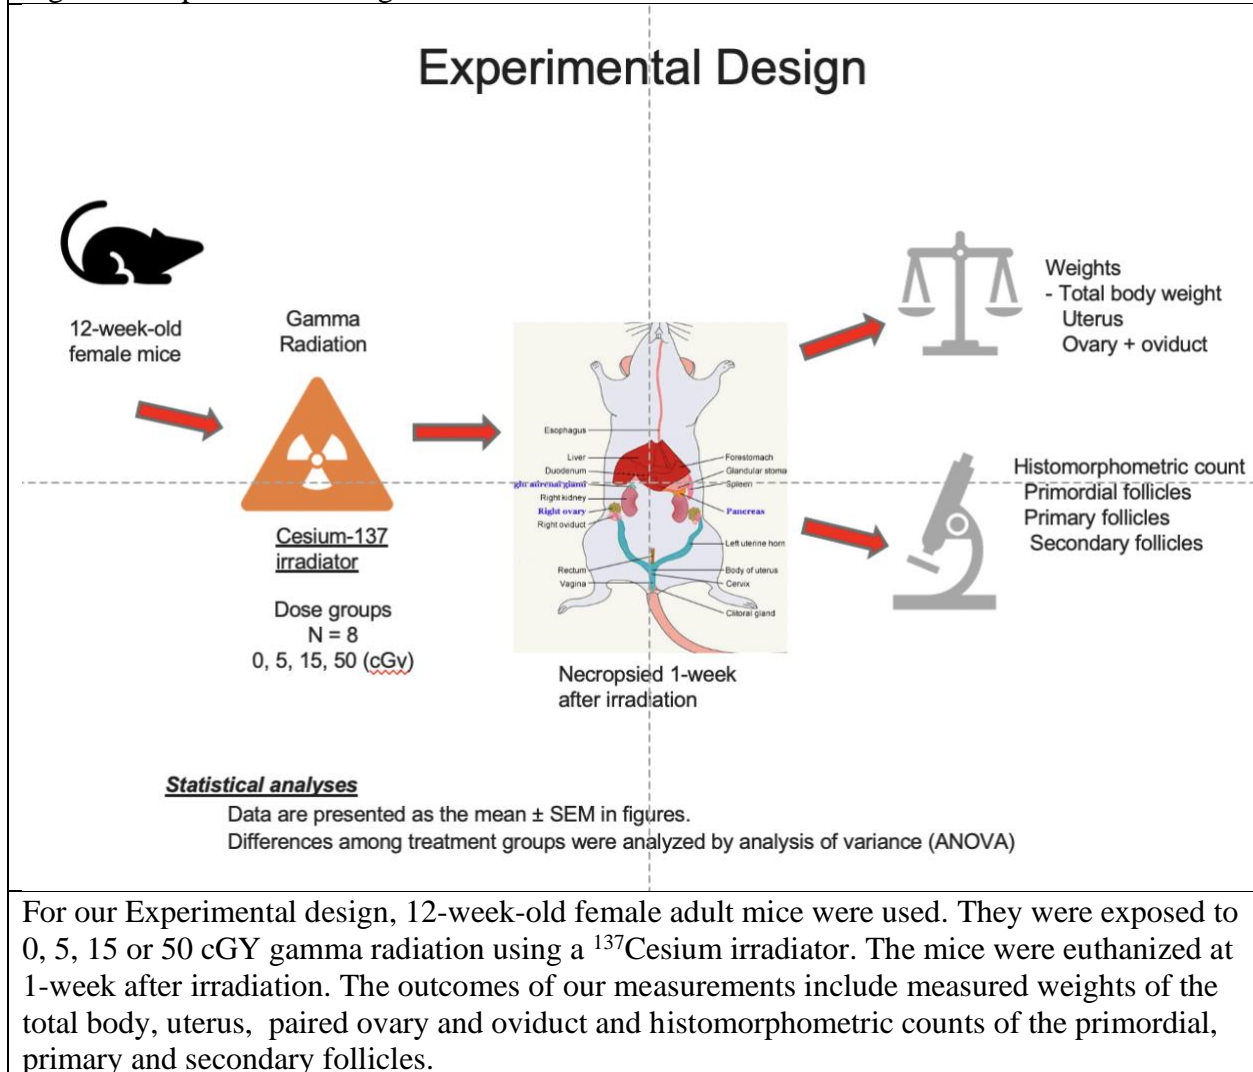 Experimental Design
12-week-old
female mice
Gamma
Radiation
Cesium-137
irradiator
Dose groups
N = 8
0, 5, 15, 50 (cGv)
Esophagus
Liver
Duodenum
adrenal gland
Right kidney
Right ovary
Right oviduct
Rectum
Vagina
Forestomach
Glandular stoma
Spleen
Pancreas
Left uterine horn
Body of uterus
Cervix
Clitoral gland
Necropsied 1-week
after irradiation
Weights
- Total body weight
Uterus
Ovary + oviduct
Histomorphometric count
Primordial follicles
Primary follicles
Secondary follicles
Statistical analyses
Data are presented as the mean ± SEM in figures.
Differences among treatment groups were analyzed by analysis of variance (ANOVA)
For our Experimental design, 12-week-old female adult mice were used. They were exposed to
0, 5, 15 or 50 cGY gamma radiation using a ¹³⁷Cesium irradiator. The mice were euthanized at
1-week after irradiation. The outcomes of our measurements include measured weights of the
total body, uterus,  paired ovary and oviduct and histomorphometric counts of the primordial,
primary and secondary follicles.